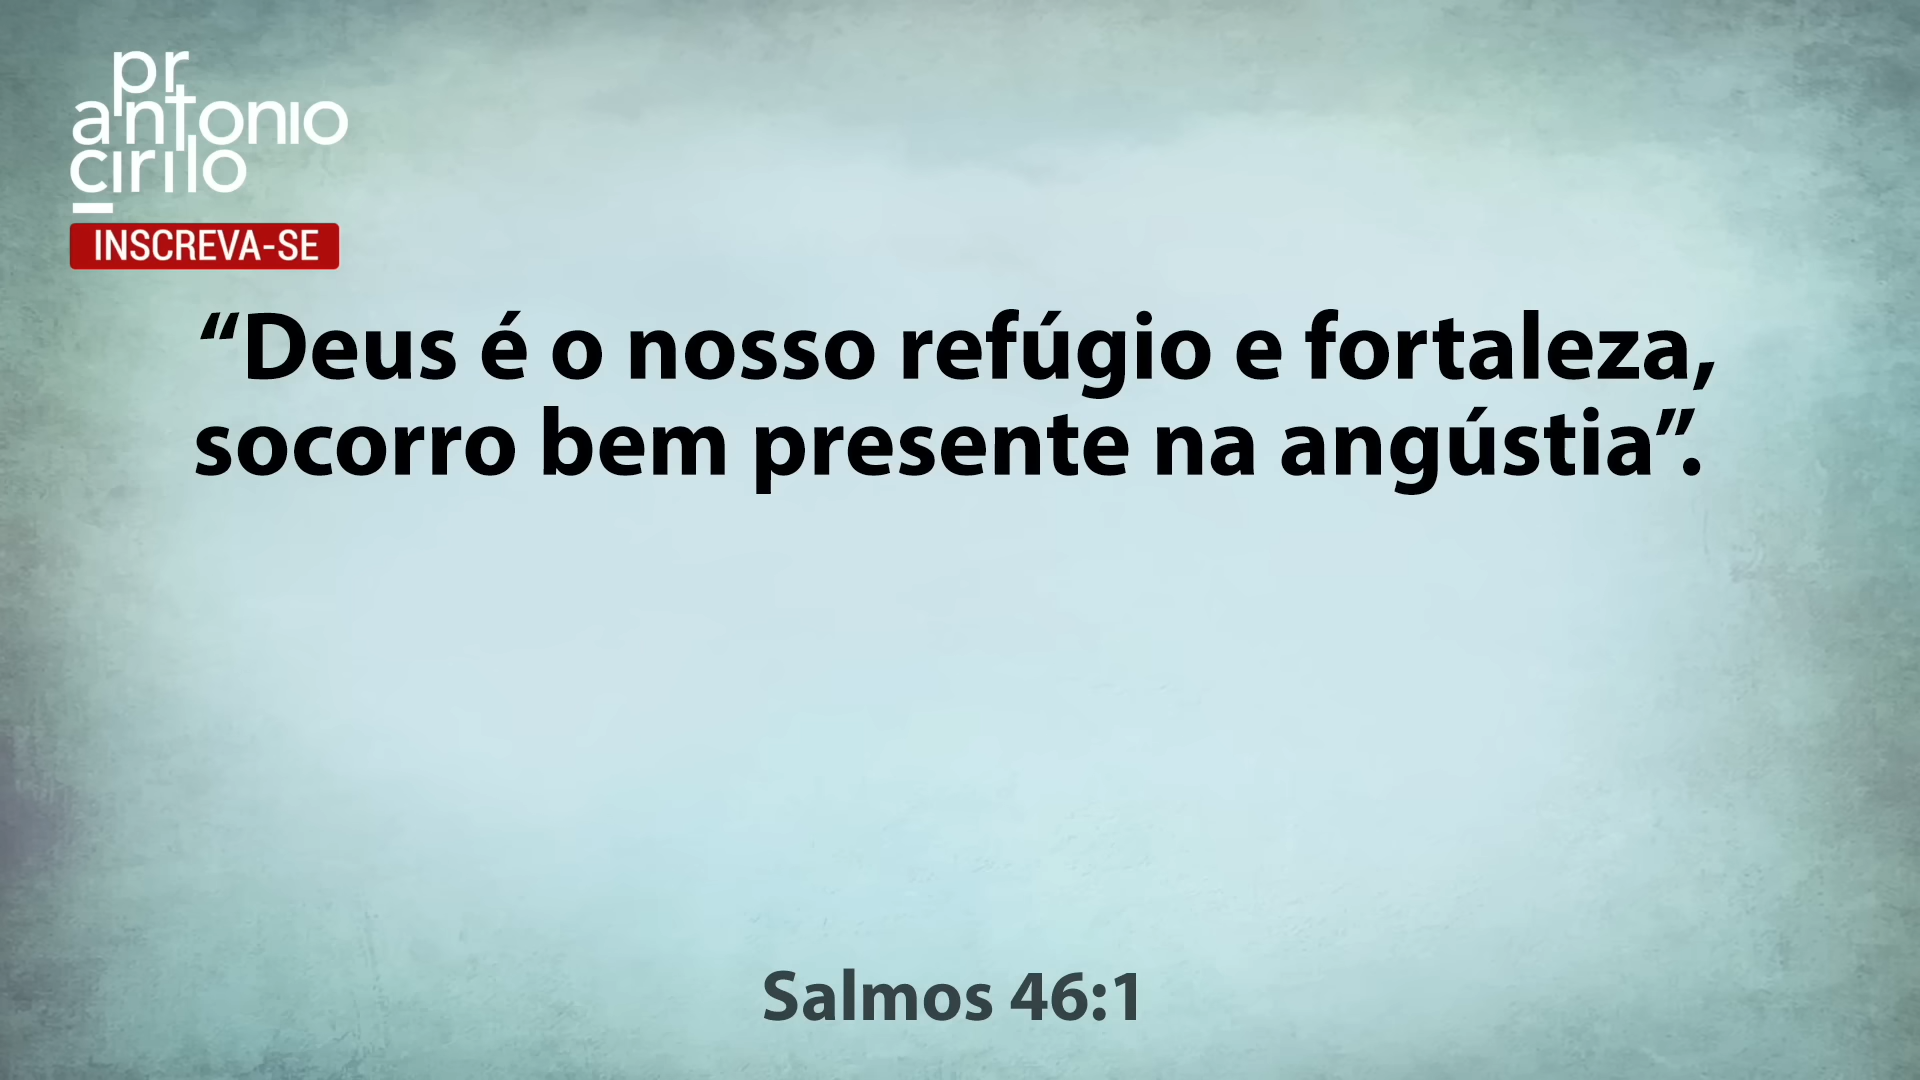 pr
antonio
cirilo
INSCREVA-SE
“Deus é o nosso refúgio e fortaleza,
socorro bem presente na angústia”.
Salmos 46:1